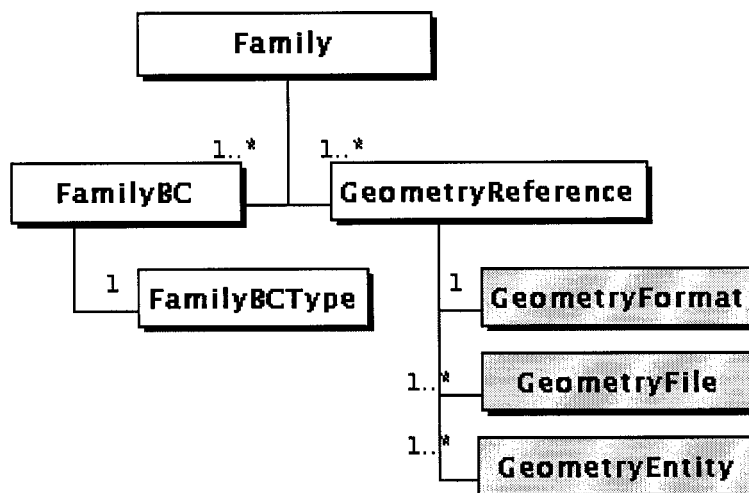 Family
1..* 1..*
FamilyBC GeometryReference
1 FamilyBCType
1 GeometryFormat
1..* GeometryFile
1..* GeometryEntity